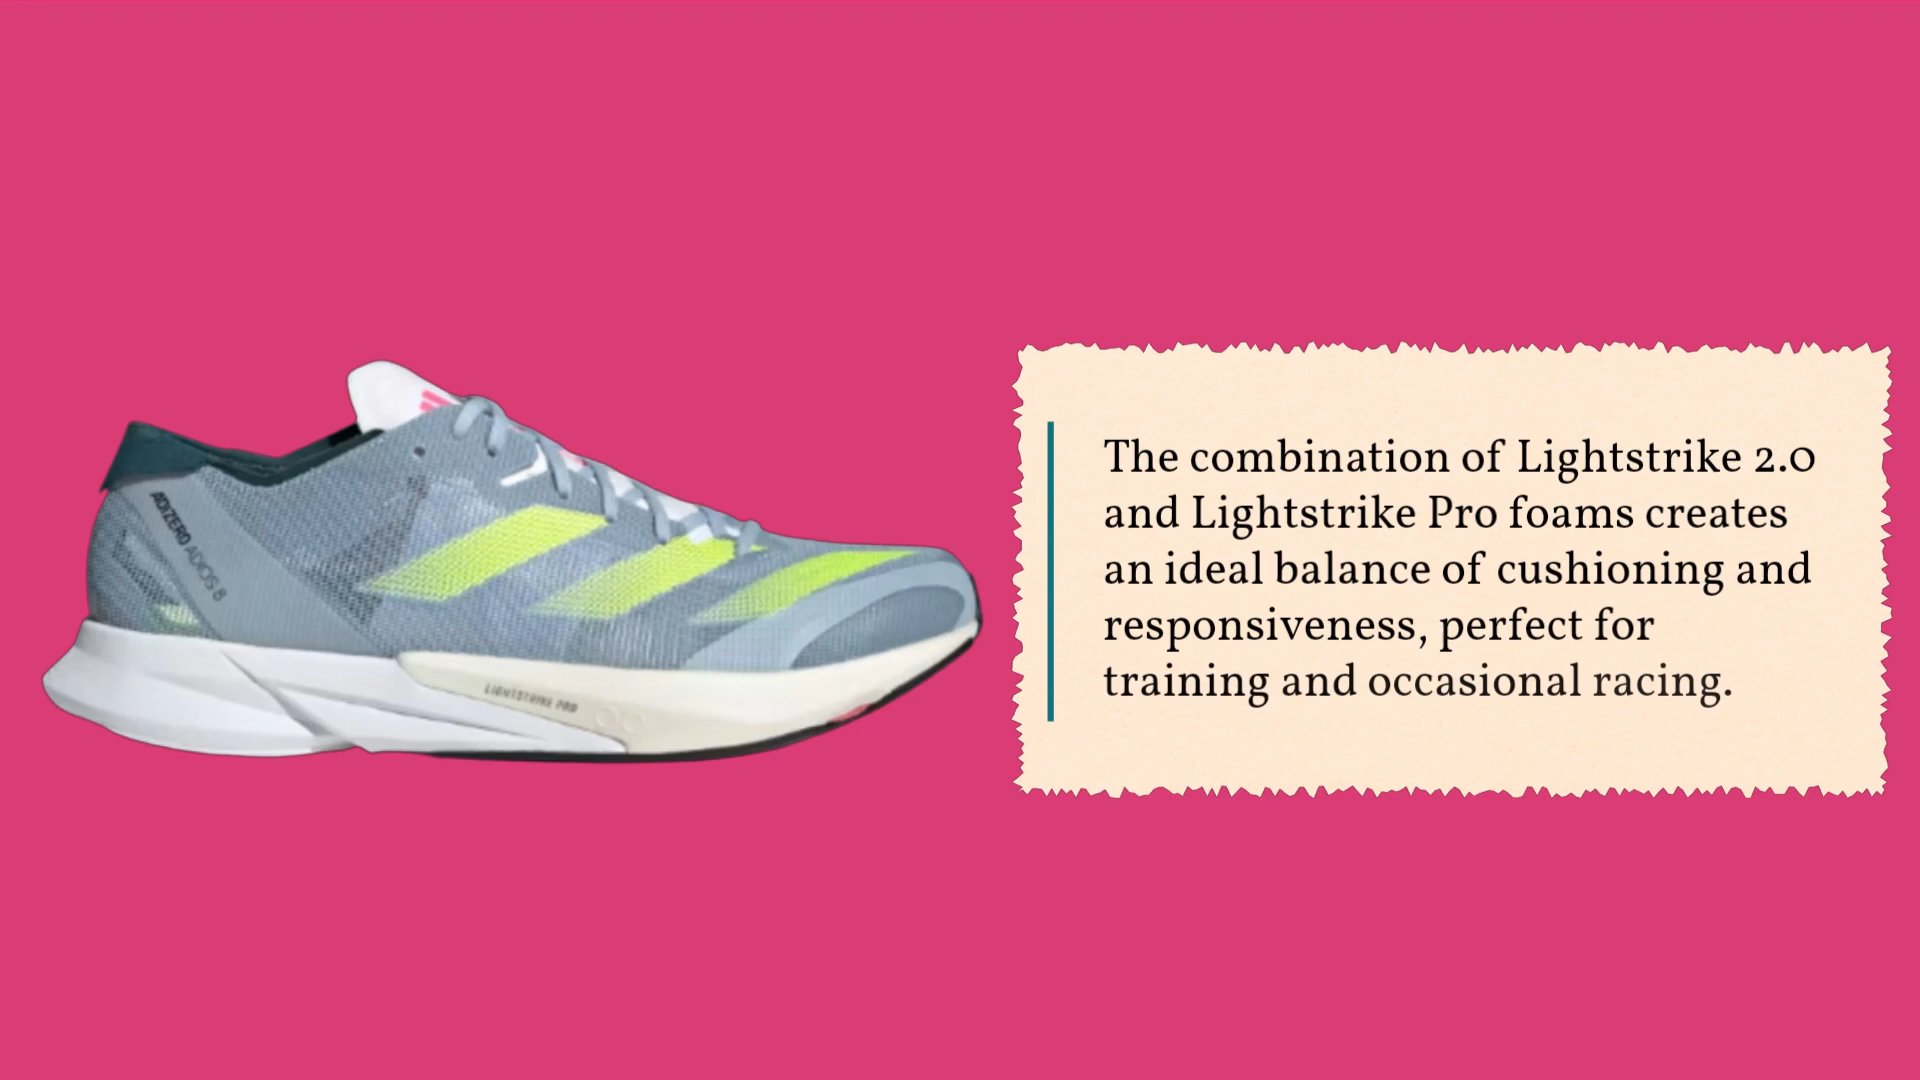 ADIZERO ADIOS 8
LIGHTSTRIKE PRO
The combination of Lightstrike 2.0
and Lightstrike Pro foams creates
an ideal balance of cushioning and
responsiveness, perfect for
training and occasional racing.